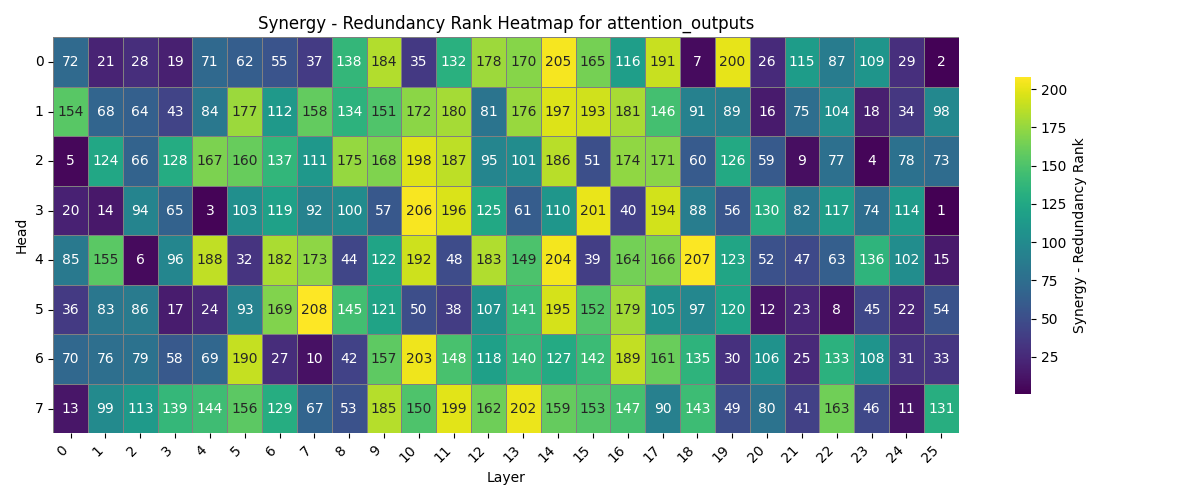 Synergy - Redundancy Rank Heatmap for attention_outputs
Head
0 72 21 28 19 71 62 55 37 138 184 35 132 178 170 205 165 116 191 7 200 26 115 87 109 29 2
1 154 68 64 43 84 177 112 158 134 151 172 180 81 176 197 193 181 146 91 89 16 75 104 18 34 98
2 5 124 66 128 167 160 137 111 175 168 198 187 95 101 186 51 174 171 60 126 59 9 77 4 78 73
3 20 14 94 65 3 103 119 92 100 57 206 196 125 61 110 201 40 194 88 56 130 82 117 74 114 1
4 85 155 6 96 188 32 182 173 44 122 192 48 183 149 204 39 164 166 207 123 52 47 63 136 102 15
5 36 83 86 17 24 93 169 208 145 121 50 38 107 141 195 152 179 105 97 120 12 23 8 45 22 54
6 70 76 79 58 69 190 27 10 42 157 203 148 118 140 127 142 189 161 135 30 106 25 133 108 31 33
7 13 99 113 139 144 156 129 67 53 185 150 199 162 202 159 153 147 90 143 49 80 41 163 46 11 131
0 1 2 3 4 5 6 7 8 9 10 11 12 13 14 15 16 17 18 19 20 21 22 23 24 25
Layer
200
175
150
125
100
75
50
25
Synergy - Redundancy Rank